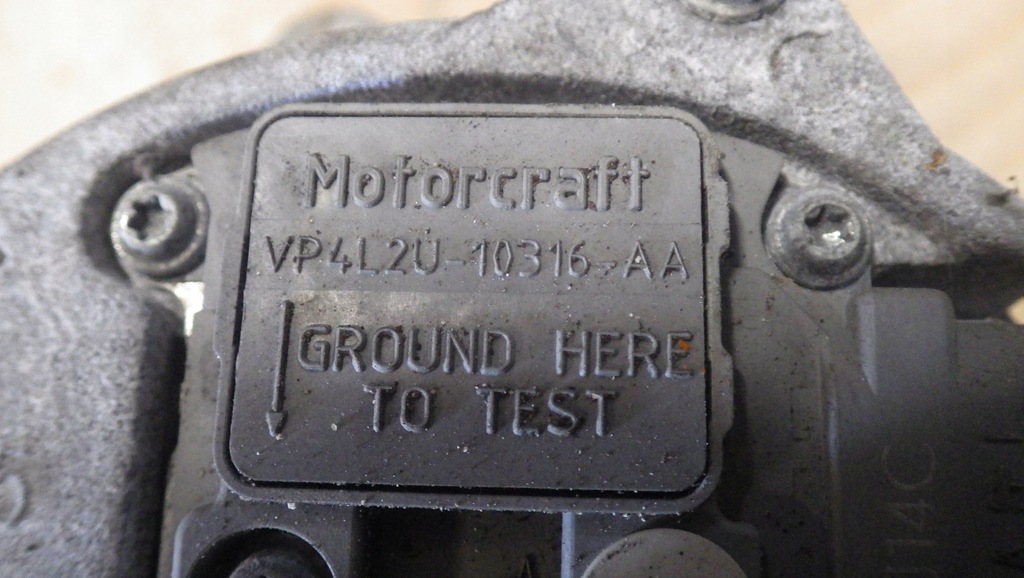 Motorcraft
VP4L2U-10316-AA
GROUND HERE
TO TEST
A